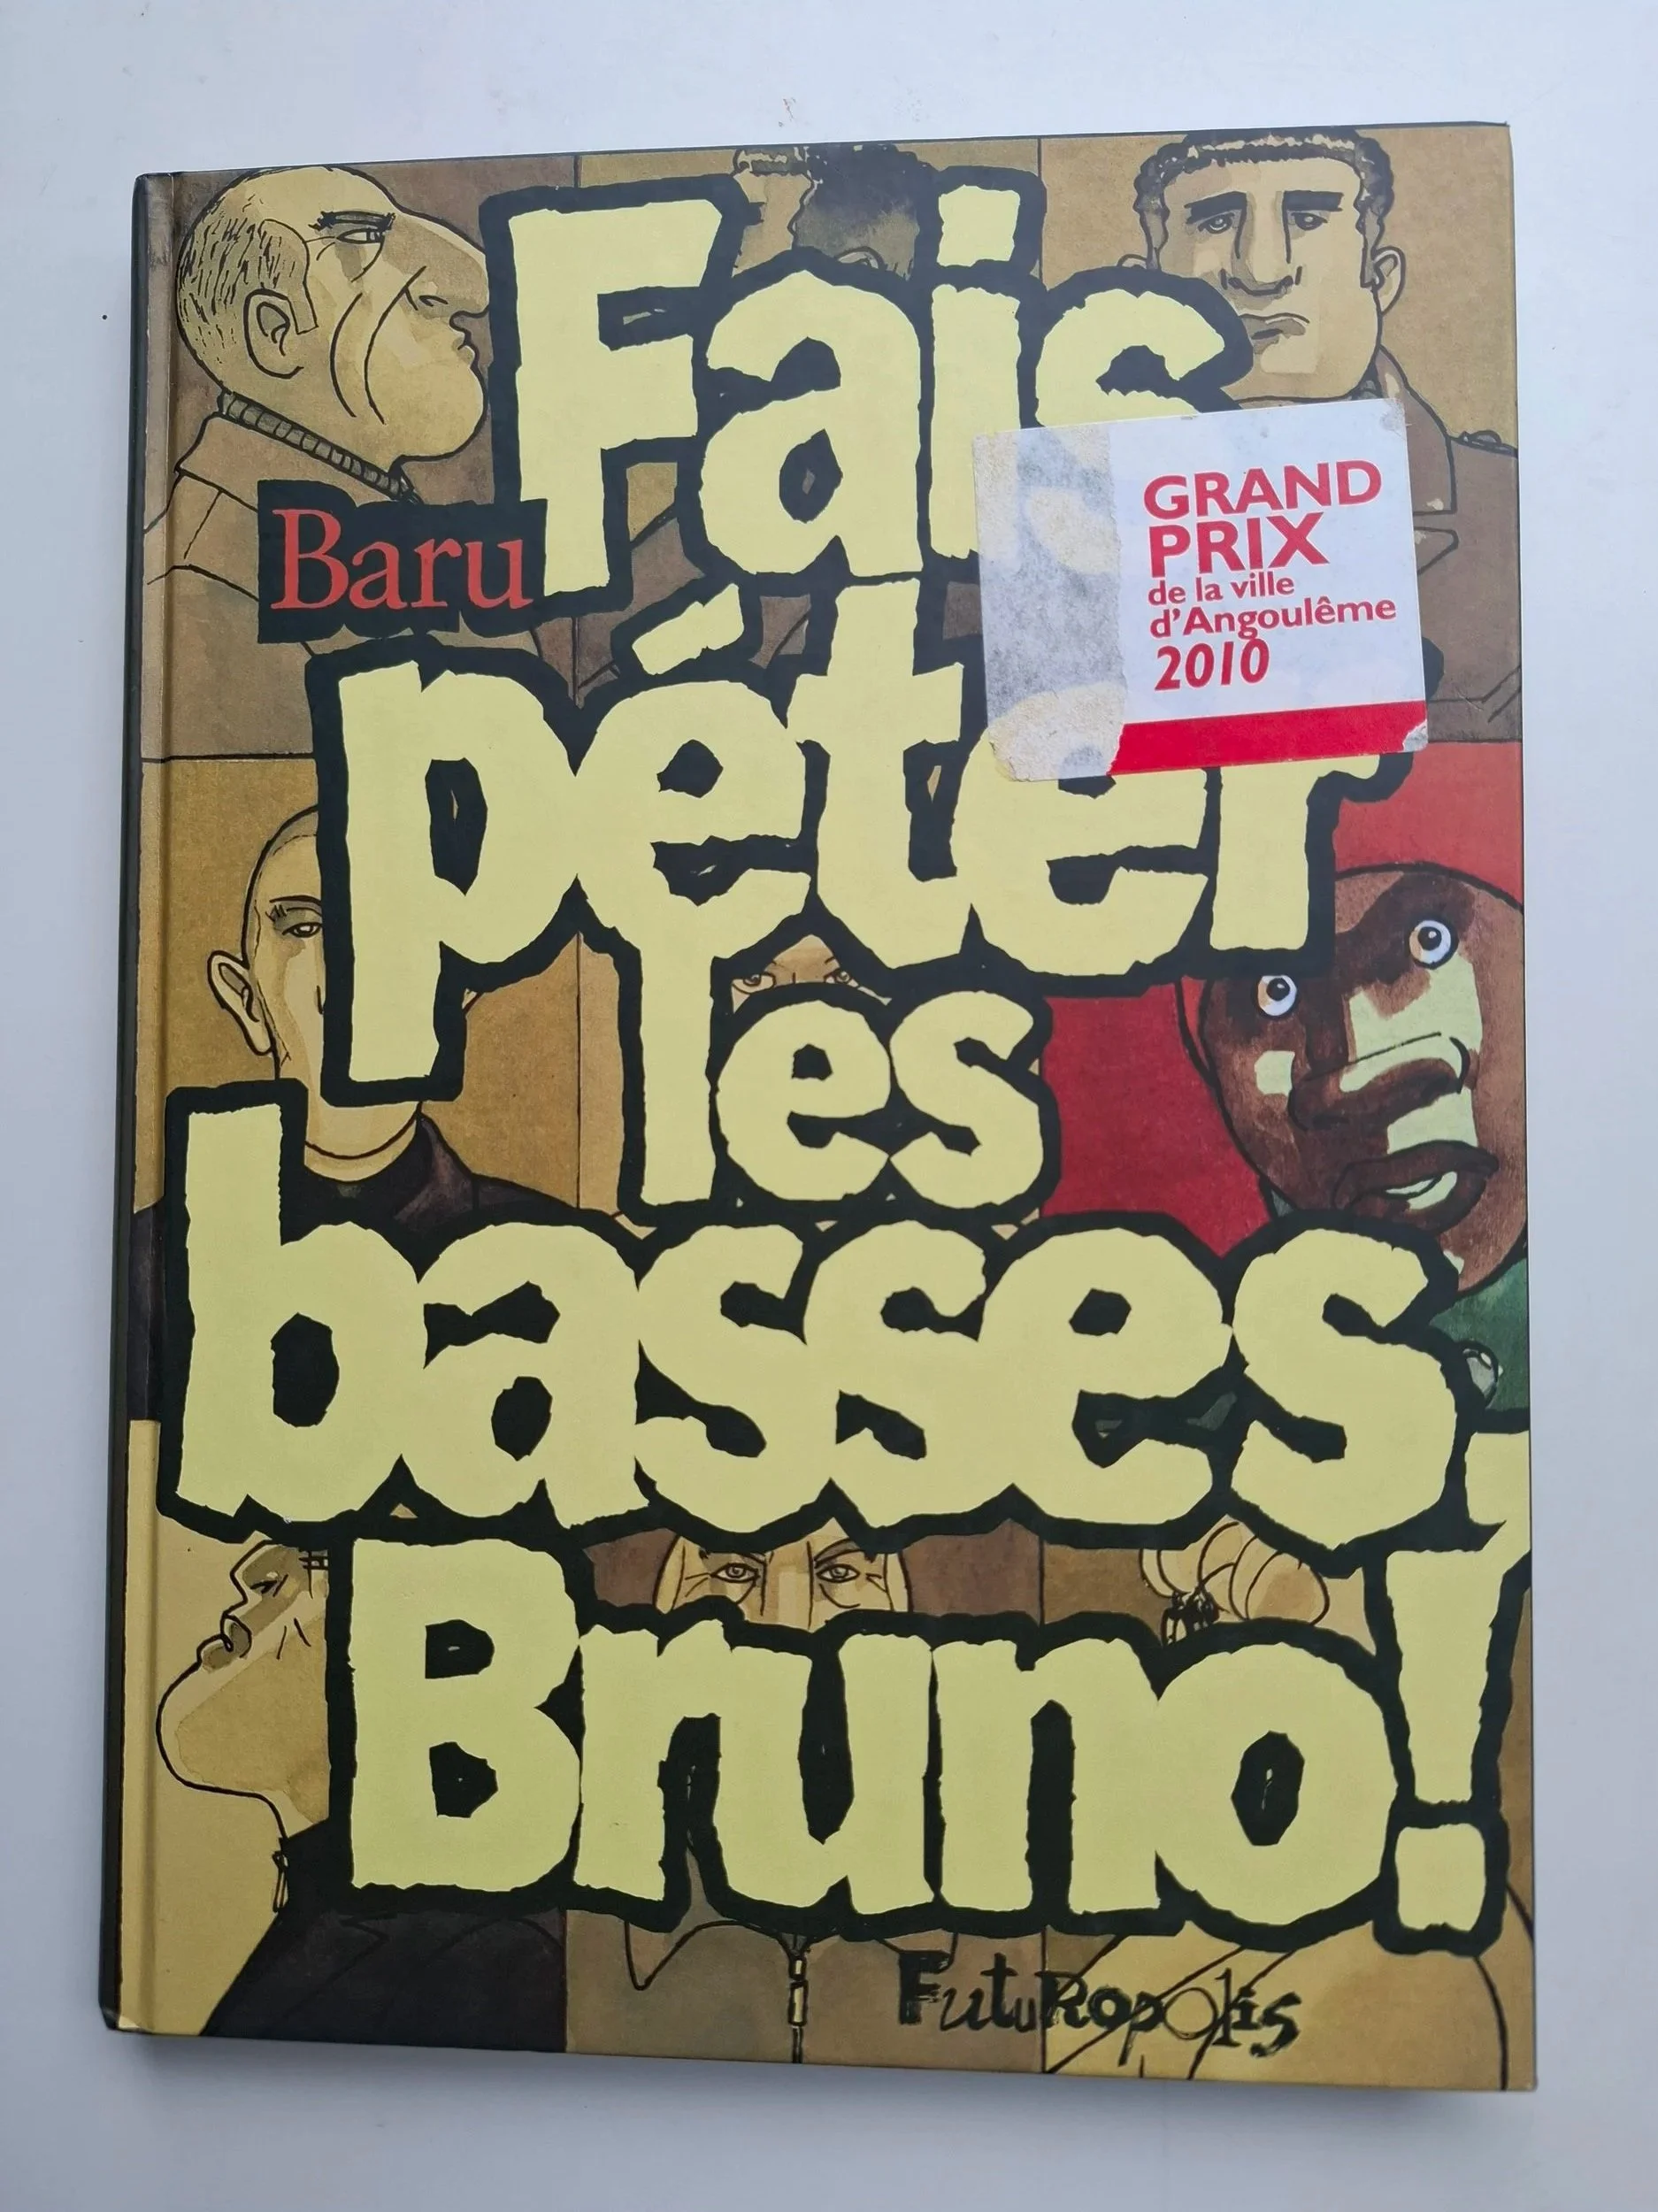 Fais
Baru
péter
les
basses,
Bruno!
GRAND
PRIX
de la ville
d'Angoulême
2010
FutuRopolis